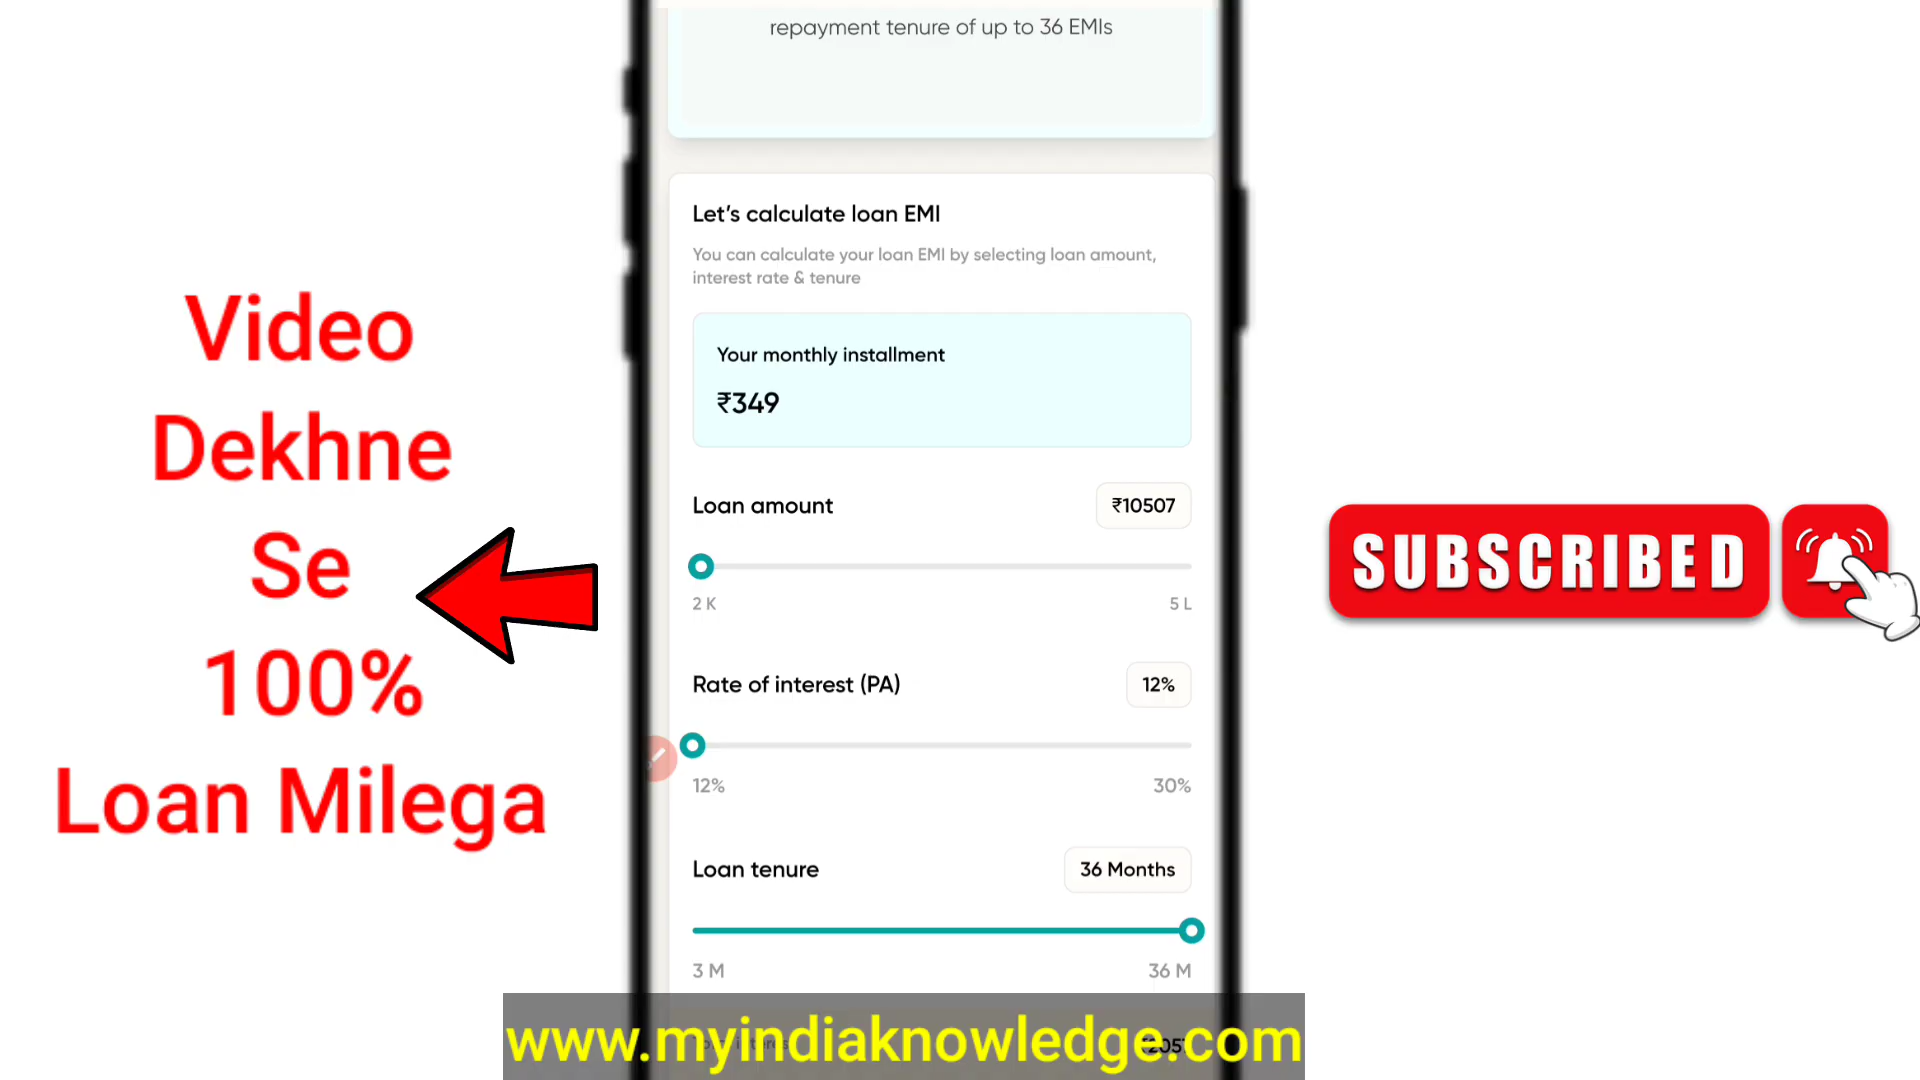 repayment tenure of up to 36 EMIs
Let's calculate loan EMI
You can calculate your loan EMI by selecting loan amount,
interest rate & tenure
Your monthly installment
₹349
Loan amount
₹10507
2 K
5 L
Rate of interest (PA)
12%
12%
30%
Loan tenure
36 Months
3 M
36 M
Video
Dekhne
Se
100%
Loan Milega
SUBSCRIBED
www.myindiaknowledge.com